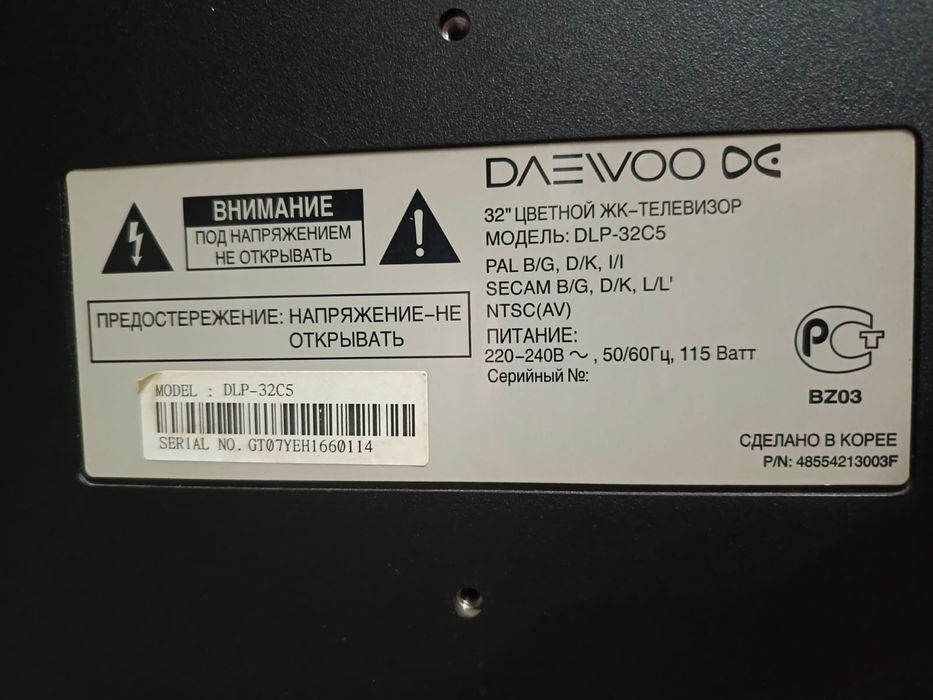 DAEWOO
ВНИМАНИЕ
ПОД НАПРЯЖЕНИЕМ
НЕ ОТКРЫВАТЬ
ПРЕДОСТЕРЕЖЕНИЕ: НАПРЯЖЕНИЕ–НЕ
ОТКРЫВАТЬ
MODEL : DLP-32C5
SERIAL NO. GT07YEH1660114
32" ЦВЕТНОЙ ЖК–ТЕЛЕВИЗОР
МОДЕЛЬ: DLP-32C5
PAL B/G, D/K, I/I
SECAM B/G, D/K, L/L'
NTSC(AV)
ПИТАНИЕ:
220–240В ~ , 50/60Гц, 115 Ватт
Серийный №:
РСТ
BZ03
СДЕЛАНО В КОРЕЕ
P/N: 48554213003F